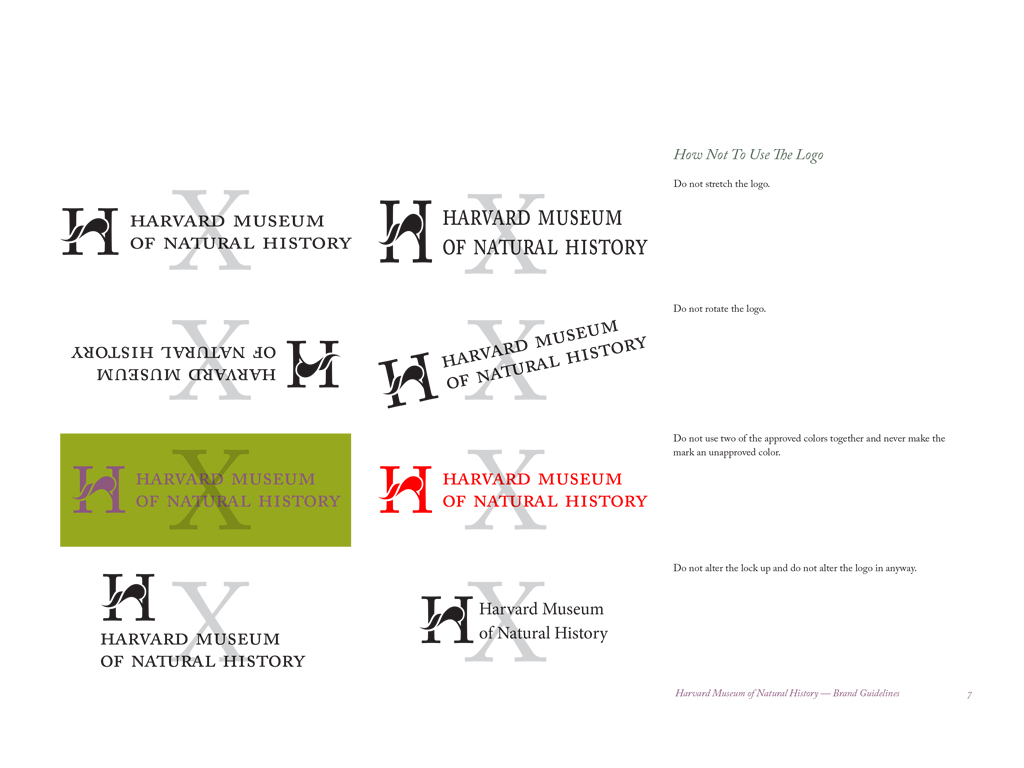 How Not To Use The Logo
Do not stretch the logo.
X
HARVARD MUSEUM
OF NATURAL HISTORY
X
HARVARD MUSEUM
OF NATURAL HISTORY
Do not rotate the logo.
X
HARVARD MUSEUM
OF NATURAL HISTORY
X
HARVARD MUSEUM
OF NATURAL HISTORY
Do not use two of the approved colors together and never make the
mark an unapproved color.
X
H
HARVARD MUSEUM
OF NATURAL HISTORY
X
H
HARVARD MUSEUM
OF NATURAL HISTORY
Do not alter the lock up and do not alter the logo in anyway.
X
H
HARVARD MUSEUM
OF NATURAL HISTORY
X
H
Harvard Museum
of Natural History
Harvard Museum of Natural History — Brand Guidelines 7